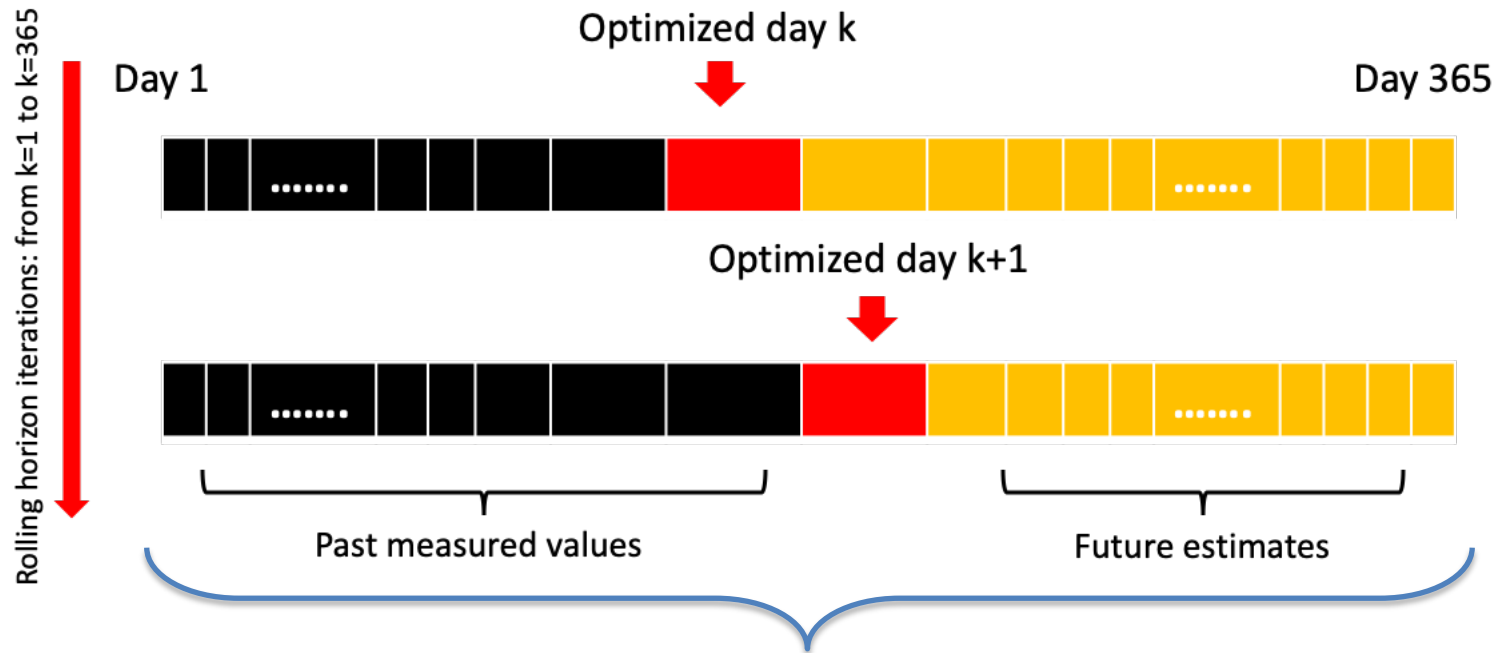 Rolling horizon iterations: from k=1 to k=365
Optimized day k
Day 1
Day 365
.......
.......
Optimized day k+1
.......
.......
Past measured values
Future estimates